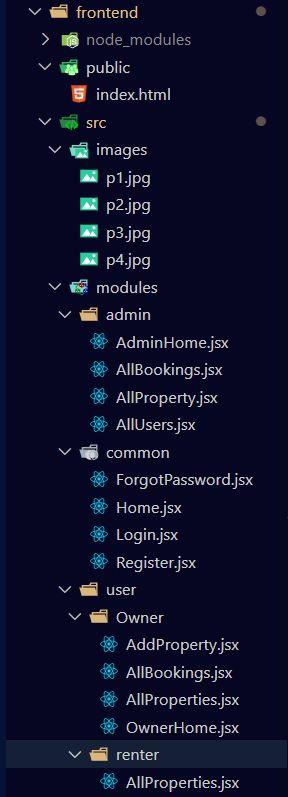 frontend
node_modules
public
index.html
src
images
p1.jpg
p2.jpg
p3.jpg
p4.jpg
modules
admin
AdminHome.jsx
AllBookings.jsx
AllProperty.jsx
AllUsers.jsx
common
ForgotPassword.jsx
Home.jsx
Login.jsx
Register.jsx
user
Owner
AddProperty.jsx
AllBookings.jsx
AllProperties.jsx
OwnerHome.jsx
renter
AllProperties.jsx